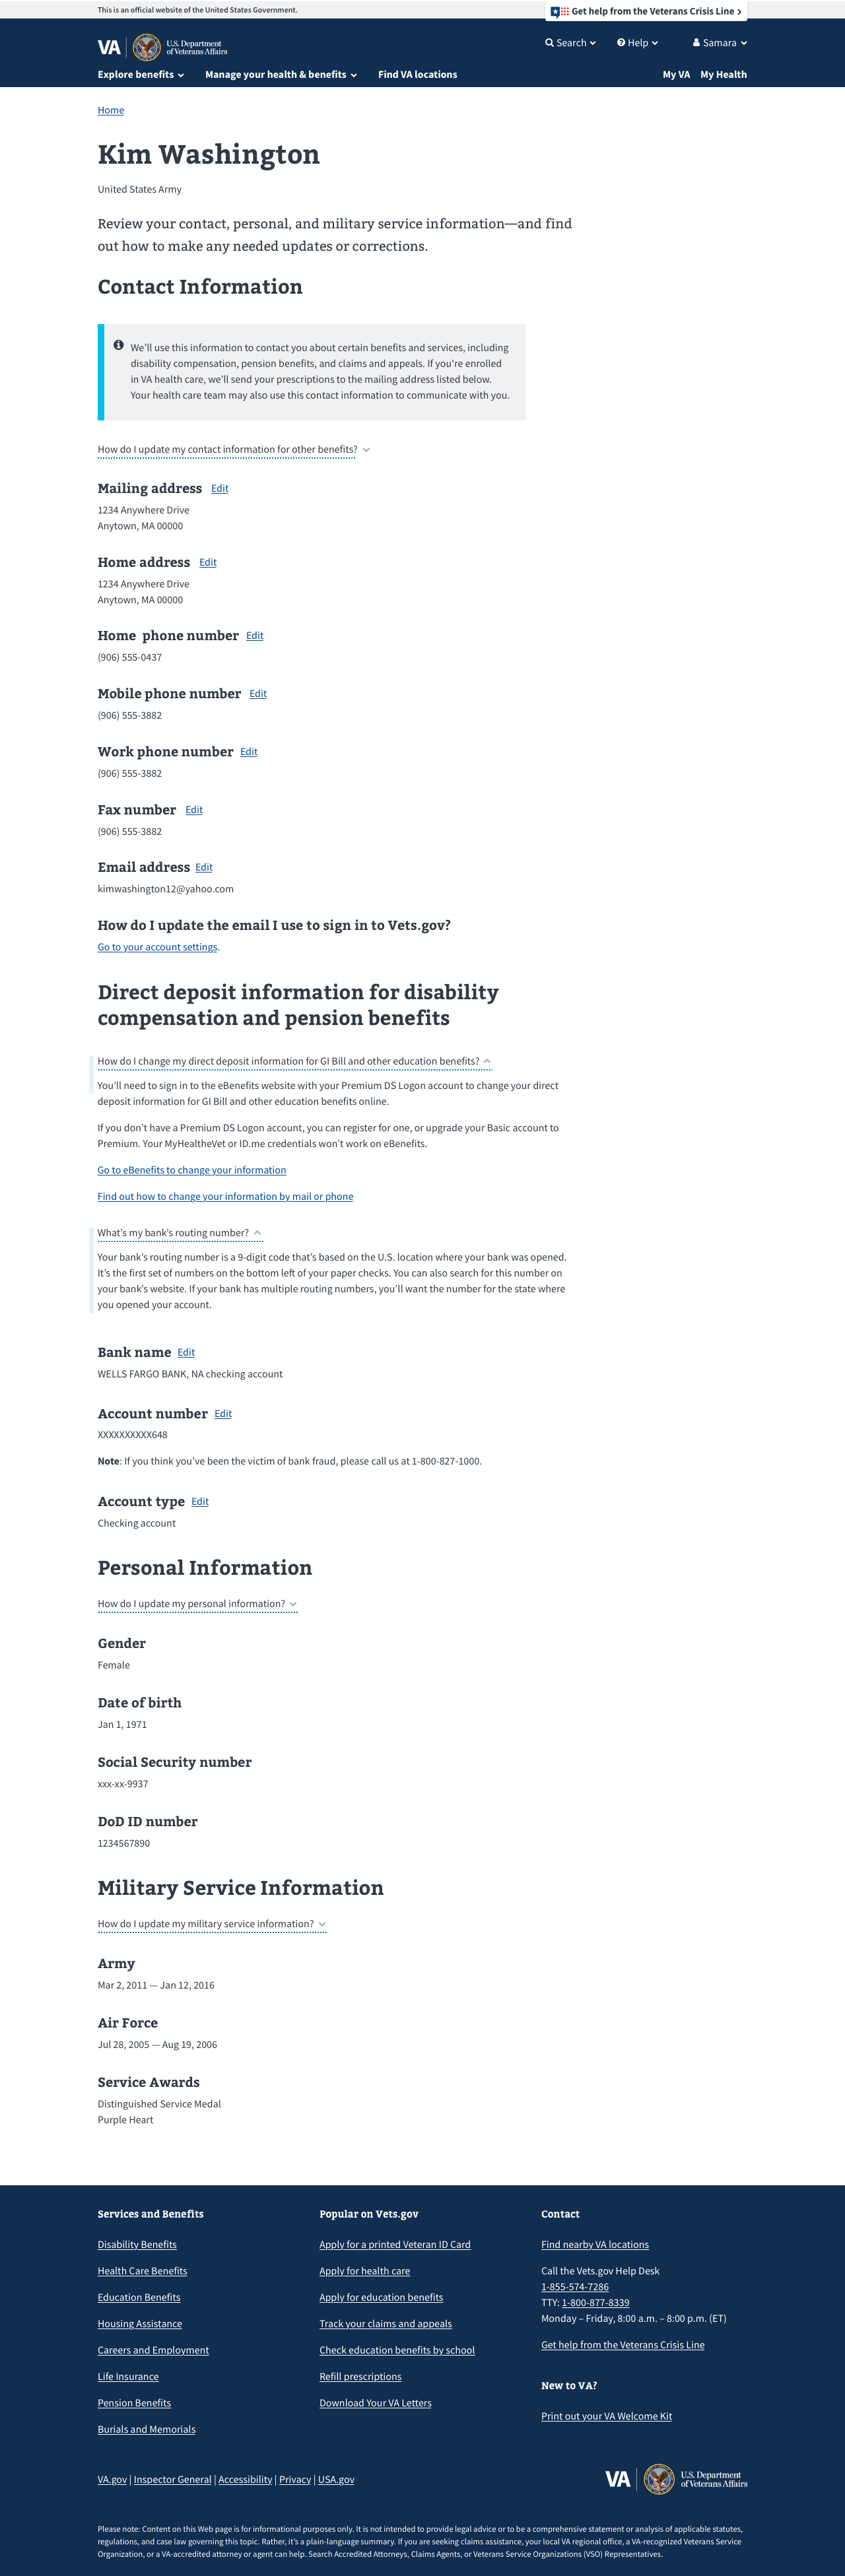 This is an official website of the United States Government.
Get help from the Veterans Crisis Line
VA
U.S. Department
of Veterans Affairs
Search
Help
Samara
Explore benefits
Manage your health & benefits
Find VA locations
My VA
My Health
Home
Kim Washington
United States Army
Review your contact, personal, and military service information—and find
out how to make any needed updates or corrections.
Contact Information
We'll use this information to contact you about certain benefits and services, including
disability compensation, pension benefits, and claims and appeals. If you're enrolled
in VA health care, we'll send your prescriptions to the mailing address listed below.
Your health care team may also use this contact information to communicate with you.
How do I update my contact information for other benefits?
Mailing address Edit
1234 Anywhere Drive
Anytown, MA 00000
Home address Edit
1234 Anywhere Drive
Anytown, MA 00000
Home phone number Edit
(906) 555-0437
Mobile phone number Edit
(906) 555-3882
Work phone number Edit
(906) 555-3882
Fax number Edit
(906) 555-3882
Email address Edit
kimwashington12@yahoo.com
How do I update the email I use to sign in to Vets.gov?
Go to your account settings.
Direct deposit information for disability
compensation and pension benefits
How do I change my direct deposit information for GI Bill and other education benefits?
You'll need to sign in to the eBenefits website with your Premium DS Logon account to change your direct
deposit information for GI Bill and other education benefits online.
If you don't have a Premium DS Logon account, you can register for one, or upgrade your Basic account to
Premium. Your MyHealtheVet or ID.me credentials won't work on eBenefits.
Go to eBenefits to change your information
Find out how to change your information by mail or phone
What's my bank's routing number?
Your bank's routing number is a 9-digit code that's based on the U.S. location where your bank was opened.
It's the first set of numbers on the bottom left of your paper checks. You can also search for this number on
your bank's website. If your bank has multiple routing numbers, you'll want the number for the state where
you opened your account.
Bank name Edit
WELLS FARGO BANK, NA checking account
Account number Edit
XXXXXXXXXX648
Note: If you think you've been the victim of bank fraud, please call us at 1-800-827-1000.
Account type Edit
Checking account
Personal Information
How do I update my personal information?
Gender
Female
Date of birth
Jan 1, 1971
Social Security number
xxx-xx-9937
DoD ID number
1234567890
Military Service Information
How do I update my military service information?
Army
Mar 2, 2011 — Jan 12, 2016
Air Force
Jul 28, 2005 — Aug 19, 2006
Service Awards
Distinguished Service Medal
Purple Heart
Services and Benefits
Disability Benefits
Health Care Benefits
Education Benefits
Housing Assistance
Careers and Employment
Life Insurance
Pension Benefits
Burials and Memorials
Popular on Vets.gov
Apply for a printed Veteran ID Card
Apply for health care
Apply for education benefits
Track your claims and appeals
Check education benefits by school
Refill prescriptions
Download Your VA Letters
Contact
Find nearby VA locations
Call the Vets.gov Help Desk
1-855-574-7286
TTY: 1-800-877-8339
Monday – Friday, 8:00 a.m. – 8:00 p.m. (ET)
Get help from the Veterans Crisis Line
New to VA?
Print out your VA Welcome Kit
VA.gov | Inspector General | Accessibility | Privacy | USA.gov
VA
U.S. Department
of Veterans Affairs
Please note: Content on this Web page is for informational purposes only. It is not intended to provide legal advice or to be a comprehensive statement or analysis of applicable statutes,
regulations, and case law governing this topic. Rather, it's a plain-language summary. If you are seeking claims assistance, your local VA regional office, a VA-recognized Veterans Service
Organization, or a VA-accredited attorney or agent can help. Search Accredited Attorneys, Claims Agents, or Veterans Service Organizations (VSO) Representatives.